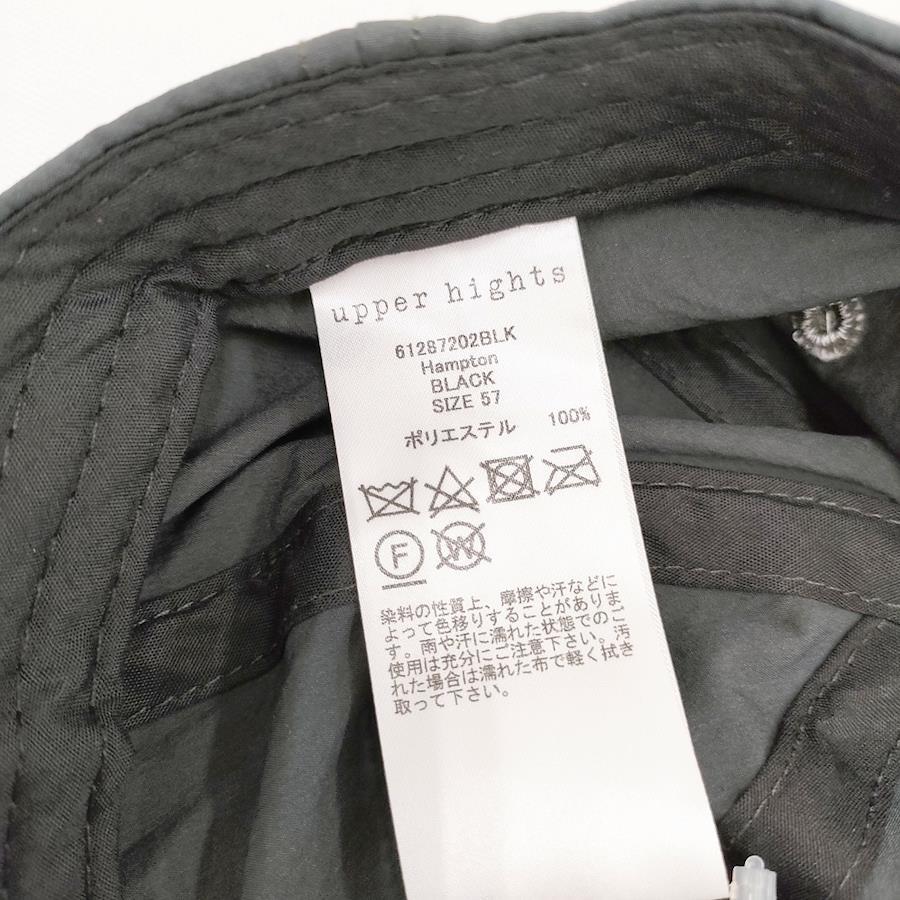 upper hights
61287202BLK
Hampton
BLACK
SIZE 57
ポリエステル 100%
F
W
染料の性質上、摩擦や汗などに
よって色移りすることがありま
す。雨や汗に濡れた状態でのご
使用は充分にご注意下さい。汚
れた場合は濡れた布で軽く拭き
取って下さい。